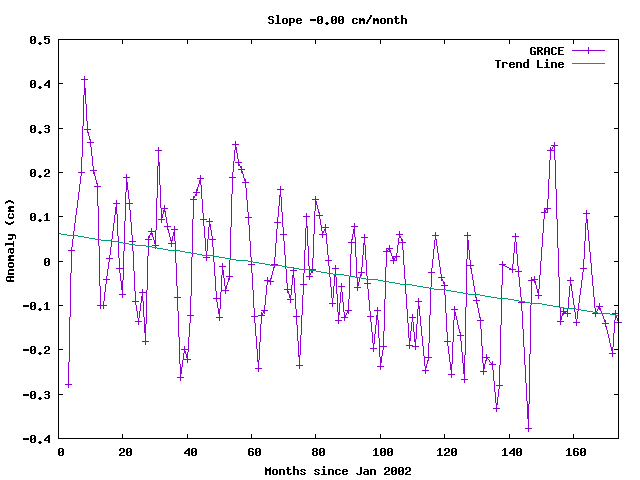 Slope -0.00 cm/month
GRACE
Trend Line
Anomaly (cm)
0.5
0.4
0.3
0.2
0.1
0
-0.1
-0.2
-0.3
-0.4
0 20 40 60 80 100 120 140 160
Months since Jan 2002